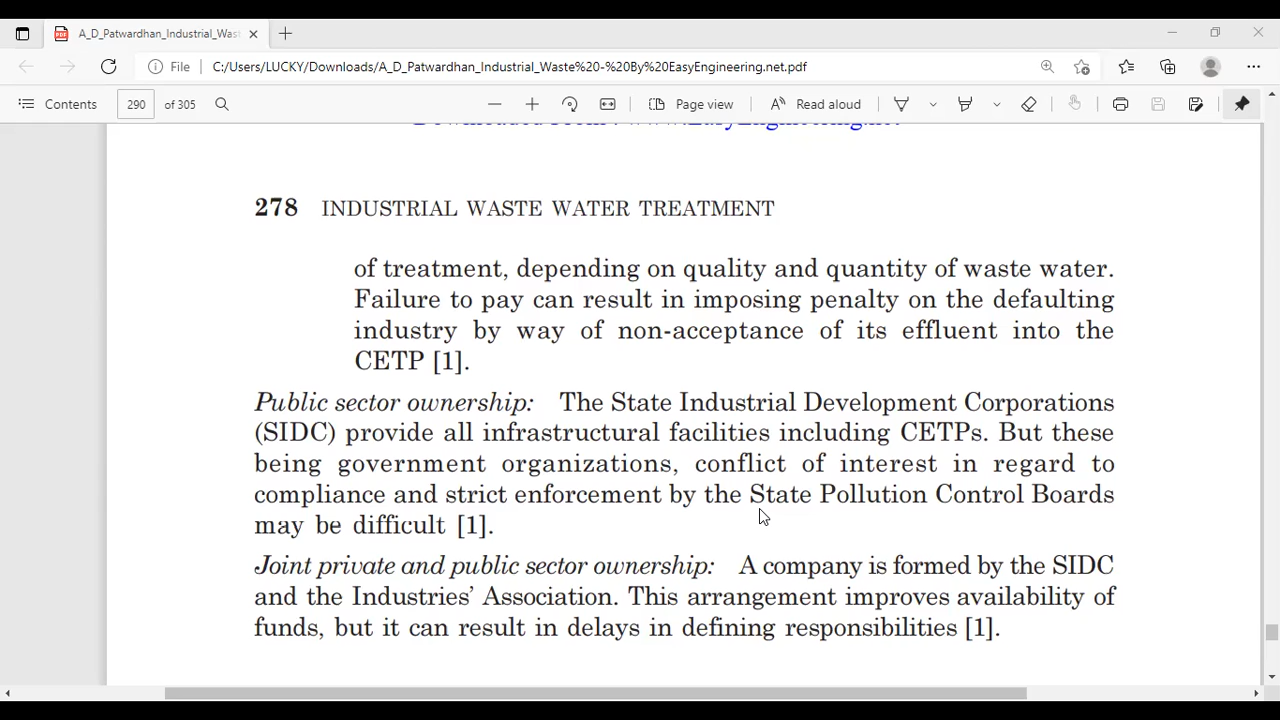 A_D_Patwardhan_Industrial_Was
File C:/Users/LUCKY/Downloads/A_D_Patwardhan_Industrial_Waste%20-%20By%20EasyEngineering.net.pdf
Contents 290 of 305 Page view Read aloud
278 INDUSTRIAL WASTE WATER TREATMENT
of treatment, depending on quality and quantity of waste water.
Failure to pay can result in imposing penalty on the defaulting
industry by way of non-acceptance of its effluent into the
CETP [1].
Public sector ownership: The State Industrial Development Corporations
(SIDC) provide all infrastructural facilities including CETPs. But these
being government organizations, conflict of interest in regard to
compliance and strict enforcement by the State Pollution Control Boards
may be difficult [1].
Joint private and public sector ownership: A company is formed by the SIDC
and the Industries’ Association. This arrangement improves availability of
funds, but it can result in delays in defining responsibilities [1].